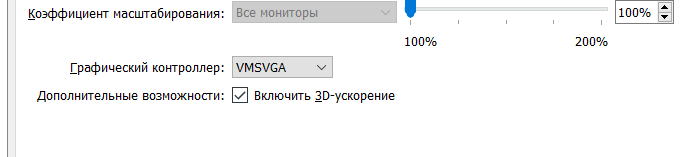 Коэффициент масштабирования: Все мониторы 100%
100% 200%
Графический контроллер: VMSVGA
Дополнительные возможности: Включить 3D-ускорение